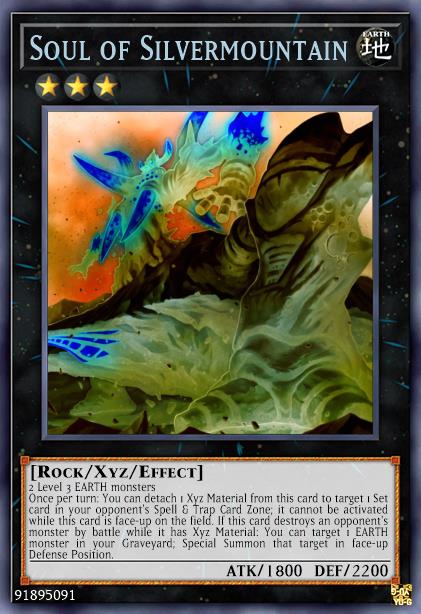 Soul of Silvermountain
EARTH
地
[Rock/Xyz/Effect]
2 Level 3 EARTH monsters
Once per turn: You can detach 1 Xyz Material from this card to target 1 Set
card in your opponent's Spell & Trap Card Zone; it cannot be activated
while this card is face-up on the field. If this card destroys an opponent's
monster by battle while it has Xyz Material: You can target 1 EARTH
monster in your Graveyard; Special Summon that target in face-up
Defense Position.
ATK/1800 DEF/2200
91895091